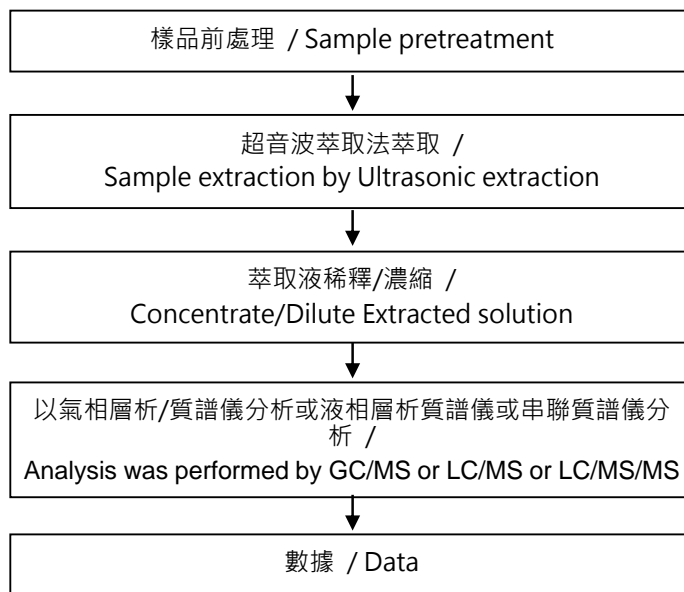 樣品前處理 / Sample pretreatment
超音波萃取法萃取 /
Sample extraction by Ultrasonic extraction
萃取液稀釋/濃縮 /
Concentrate/Dilute Extracted solution
以氣相層析/質譜儀分析或液相層析質譜儀或串聯質譜儀分
析 /
Analysis was performed by GC/MS or LC/MS or LC/MS/MS
數據 / Data